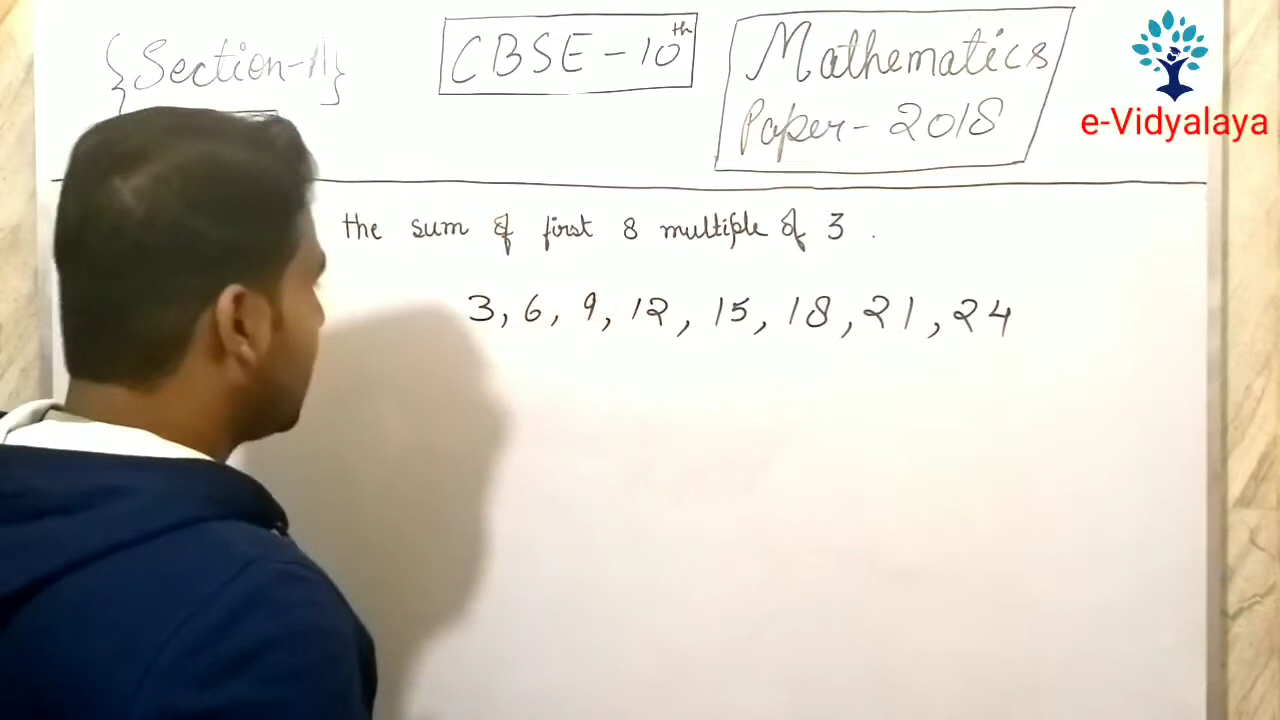 {Section-A}
CBSE - 10th
Mathematics
Paper - 2018
e-Vidyalaya
the sum of first 8 multiple of 3 .
3, 6, 9, 12, 15, 18, 21, 24